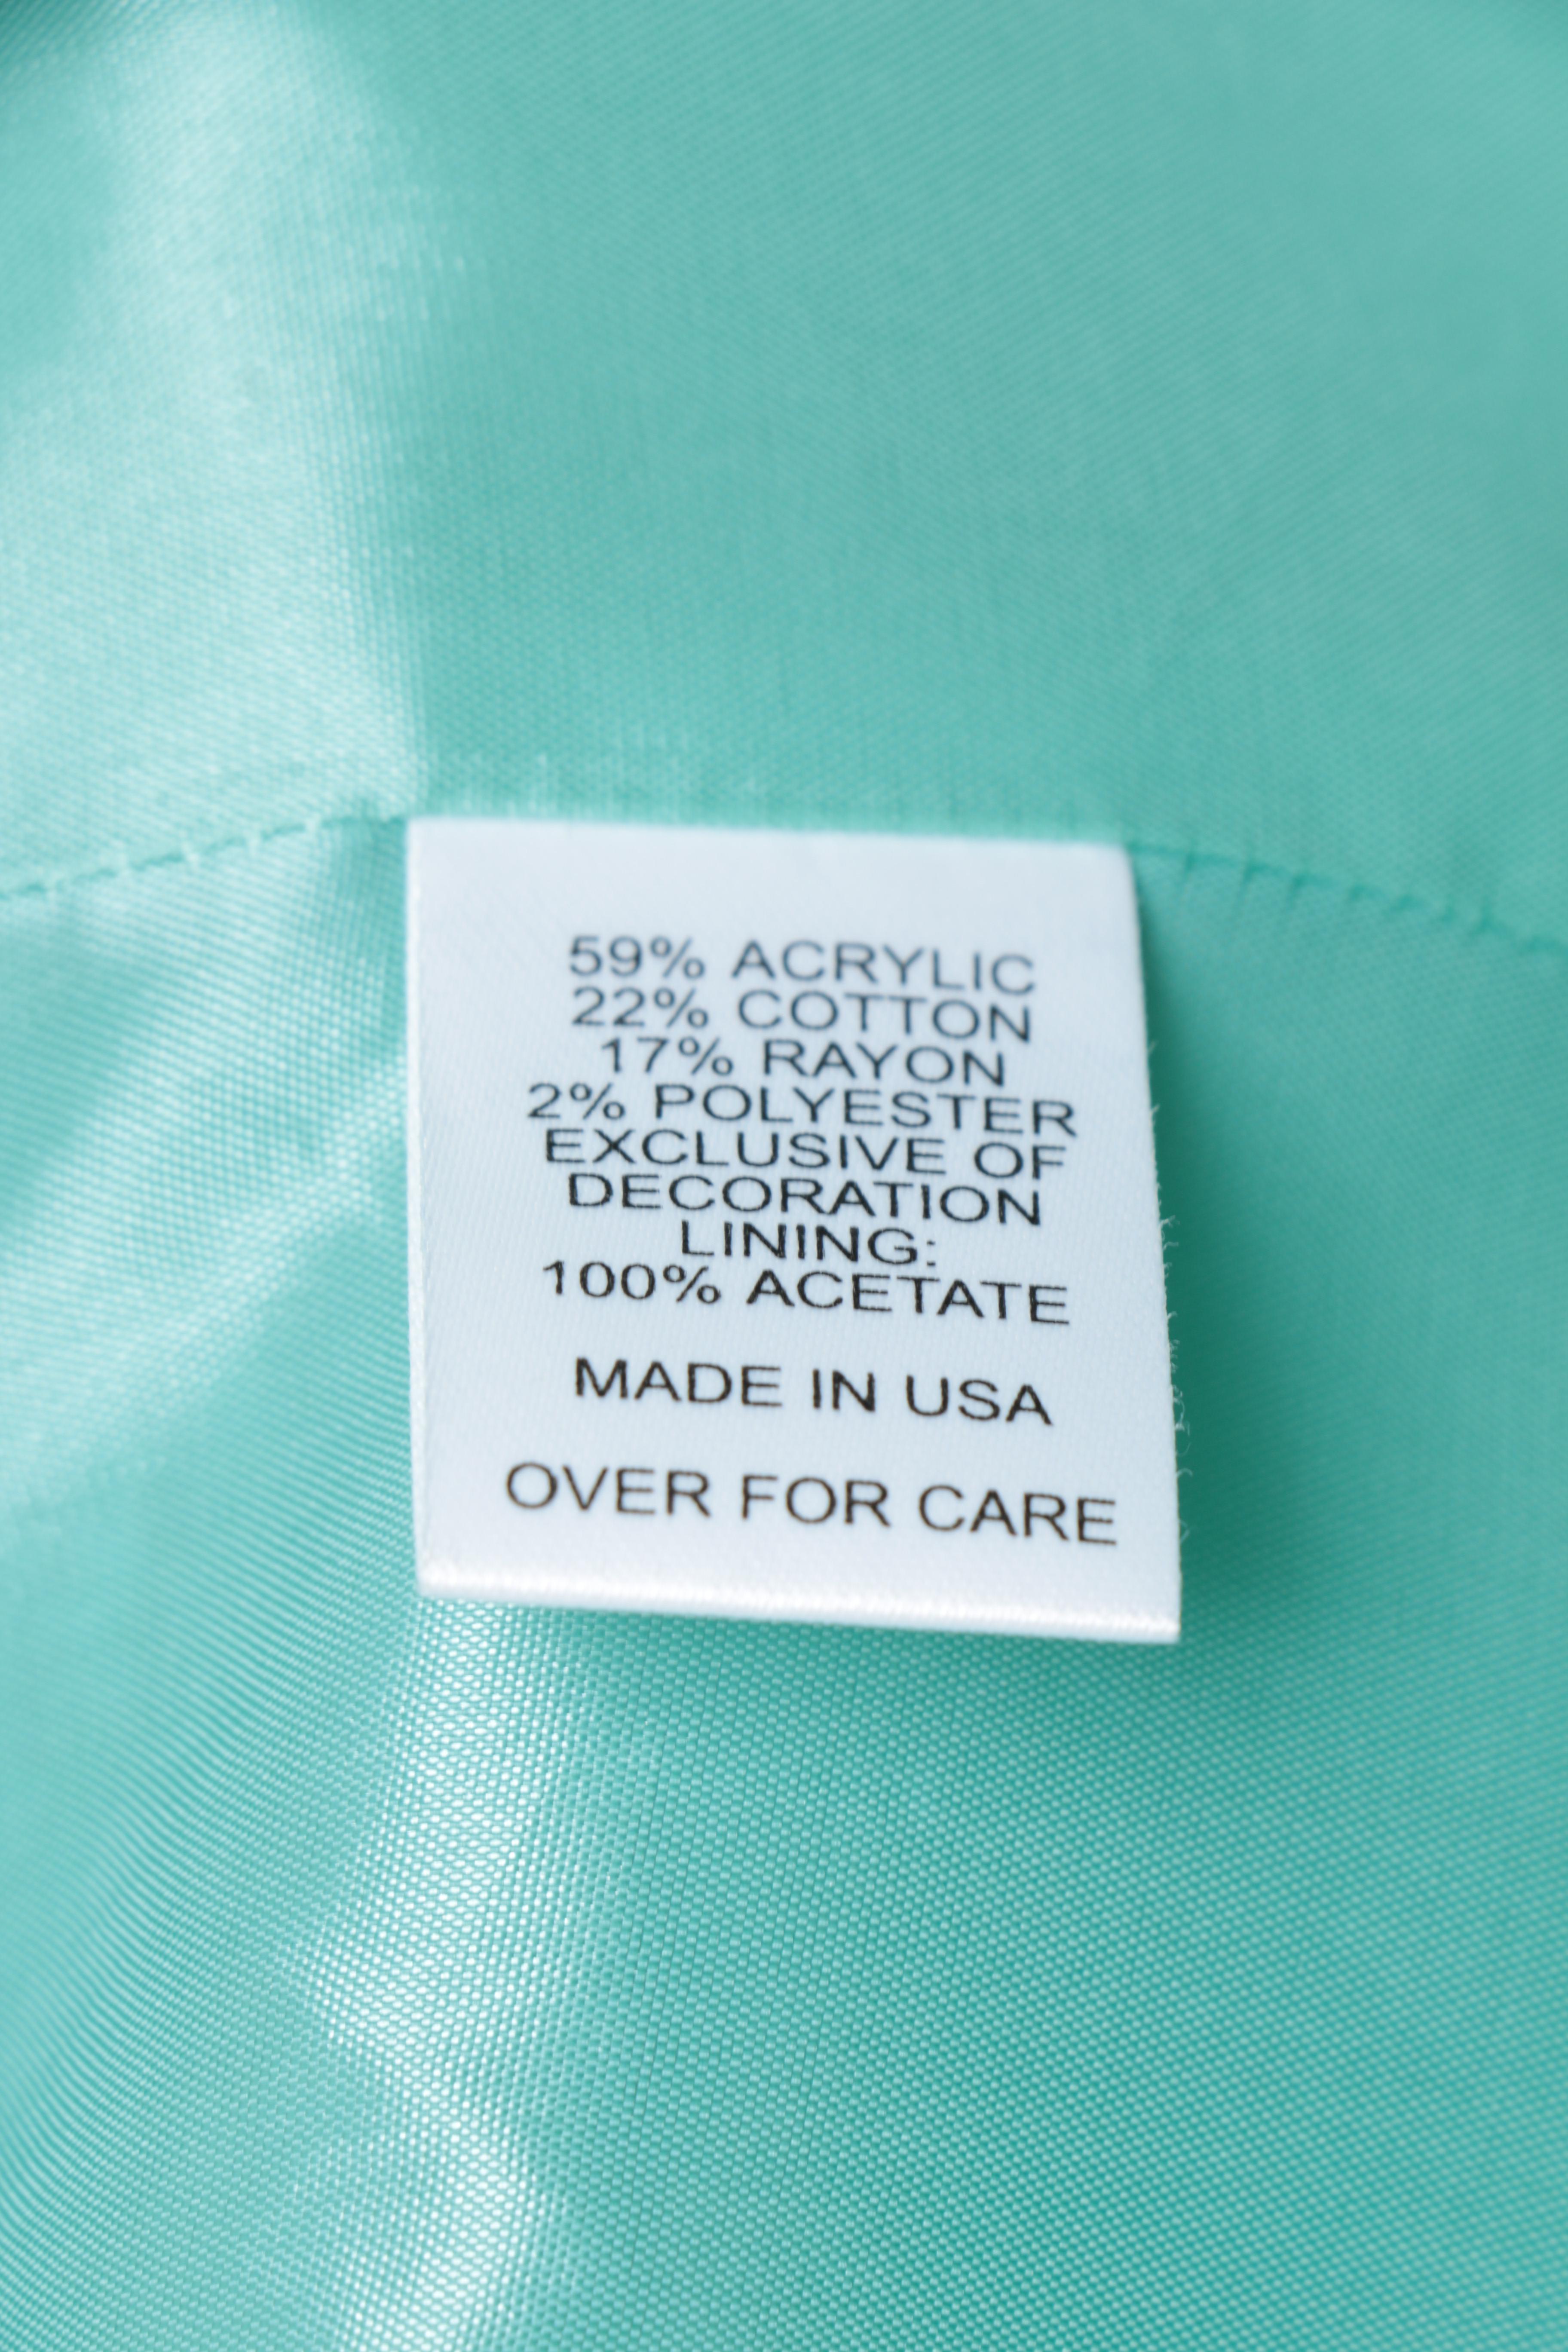 59% ACRYLIC
22% COTTON
17% RAYON
2% POLYESTER
EXCLUSIVE OF
DECORATION
LINING:
100% ACETATE
MADE IN USA
OVER FOR CARE